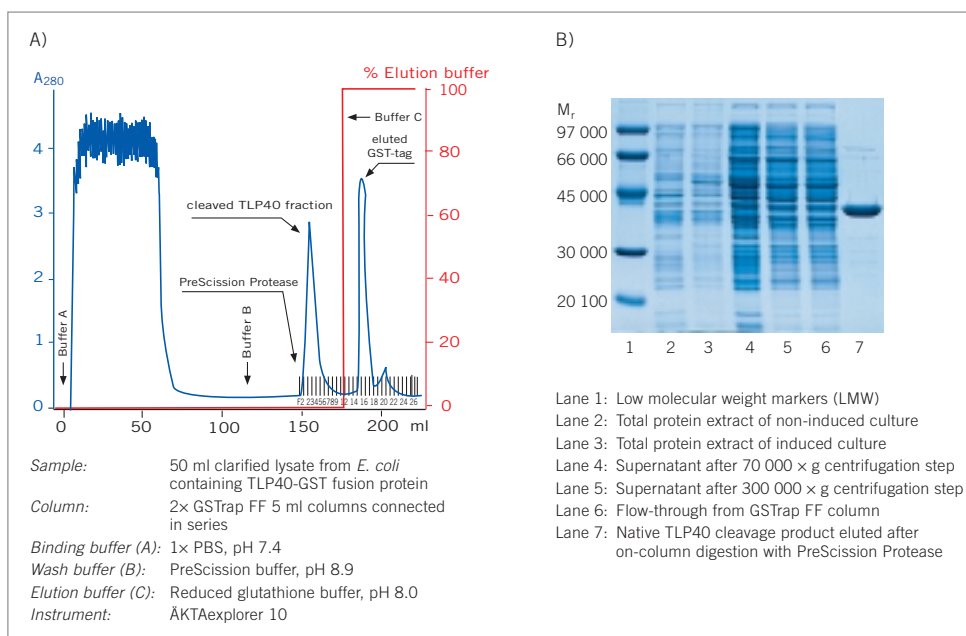 A)
A280
% Elution buffer
100
80
60
40
20
0
4
3
2
1
0
Buffer C
eluted
GST-tag
cleaved TLP40 fraction
PreScission Protease
Buffer A
Buffer B
F2 23456789 12 14 16 18 20 22 24 26
0 50 100 150 200 ml
Sample: 50 ml clarified lysate from E. coli
containing TLP40-GST fusion protein
Column: 2× GSTrap FF 5 ml columns connected
in series
Binding buffer (A): 1× PBS, pH 7.4
Wash buffer (B): PreScission buffer, pH 8.9
Elution buffer (C): Reduced glutathione buffer, pH 8.0
Instrument: ÄKTAexplorer 10
B)
Mr
97 000
66 000
45 000
30 000
20 100
1 2 3 4 5 6 7
Lane 1: Low molecular weight markers (LMW)
Lane 2: Total protein extract of non-induced culture
Lane 3: Total protein extract of induced culture
Lane 4: Supernatant after 70 000 × g centrifugation step
Lane 5: Supernatant after 300 000 × g centrifugation step
Lane 6: Flow-through from GSTrap FF column
Lane 7: Native TLP40 cleavage product eluted after
on-column digestion with PreScission Protease